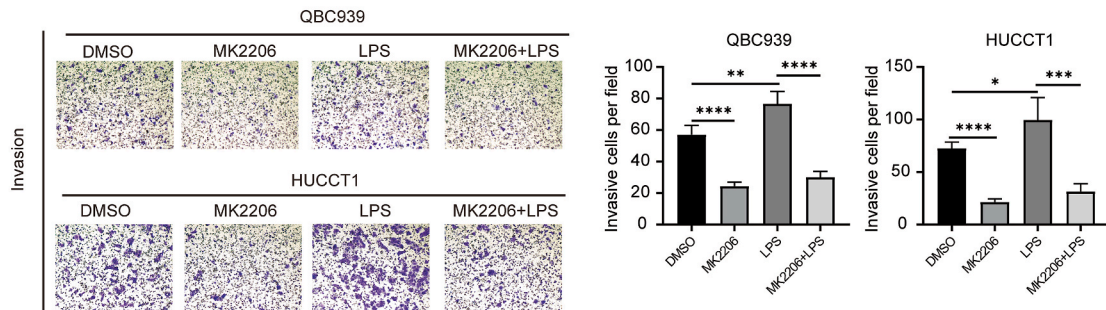 QBC939
DMSO MK2206 LPS MK2206+LPS
Invasion
HUCCT1
DMSO MK2206 LPS MK2206+LPS
QBC939
Invasive cells per field
100
80
60
40
20
0
** ****
****
DMSO
MK2206
LPS
MK2206+LPS
HUCCT1
Invasive cells per field
150
100
50
0
* ***
****
DMSO
MK2206
LPS
MK2206+LPS